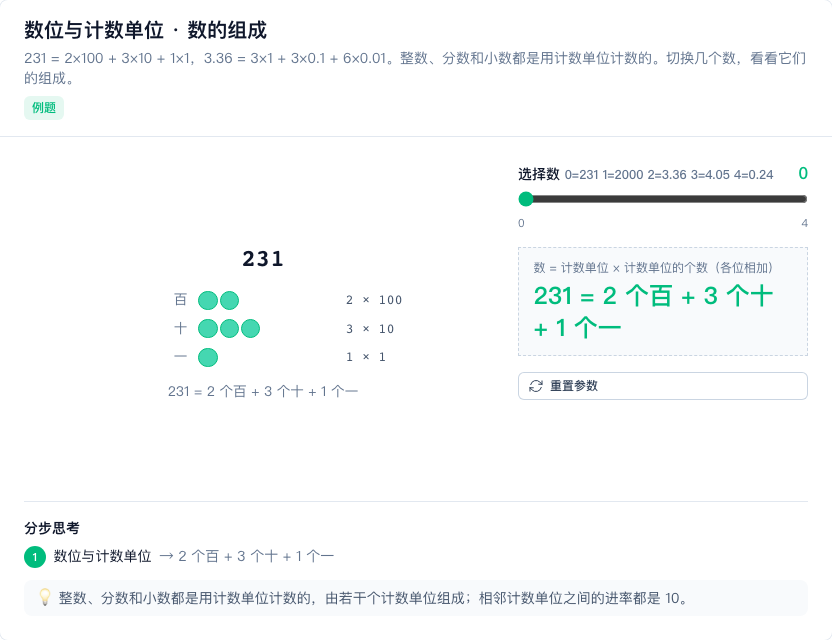 数位与计数单位 · 数的组成
231 = 2×100 + 3×10 + 1×1，3.36 = 3×1 + 3×0.1 + 6×0.01。整数、分数和小数都是用计数单位计数的。切换几个数，看看它们
的组成。
例题
选择数 0=231 1=2000 2=3.36 3=4.05 4=0.24 0
0 4
数 = 计数单位 × 计数单位的个数（各位相加）
231 = 2 个百 + 3 个十
+ 1 个一
重置参数
231
百 2 × 100
十 3 × 10
一 1 × 1
231 = 2 个百 + 3 个十 + 1 个一
分步思考
1 数位与计数单位 → 2 个百 + 3 个十 + 1 个一
整数、分数和小数都是用计数单位计数的，由若干个计数单位组成；相邻计数单位之间的进率都是 10。